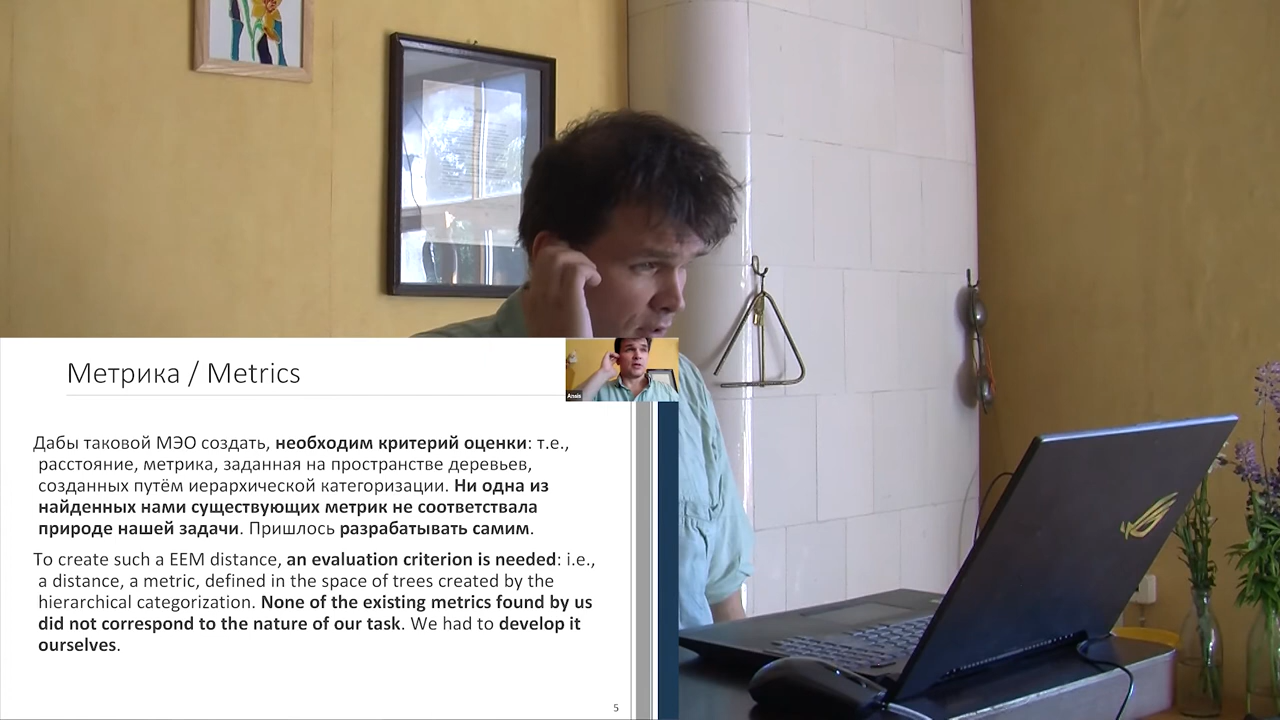 Метрика / Metrics
Anais
Дабы таковой МЭО создать, необходим критерий оценки: т.е.,
расстояние, метрика, заданная на пространстве деревьев,
созданных путём иерархической категоризации. Ни одна из
найденных нами существующих метрик не соответствовала
природе нашей задачи. Пришлось разрабатывать самим.
To create such a EEM distance, an evaluation criterion is needed: i.e.,
a distance, a metric, defined in the space of trees created by the
hierarchical categorization. None of the existing metrics found by us
did not correspond to the nature of our task. We had to develop it
ourselves.
5